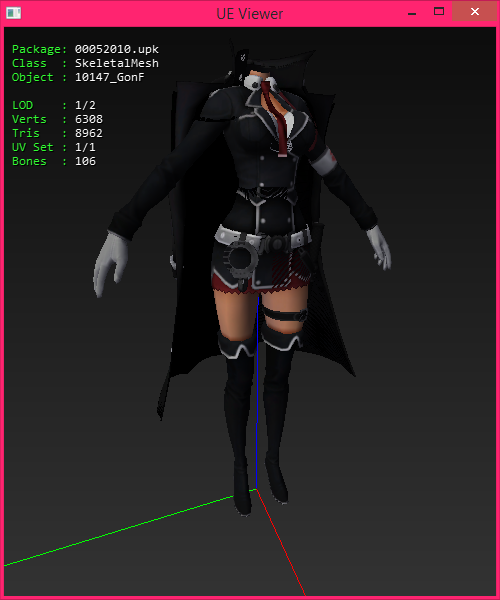 UE Viewer
Package: 00052010.upk
Class : SkeletalMesh
Object : 10147_GonF
LOD : 1/2
Verts : 6308
Tris : 8962
UV Set : 1/1
Bones : 106